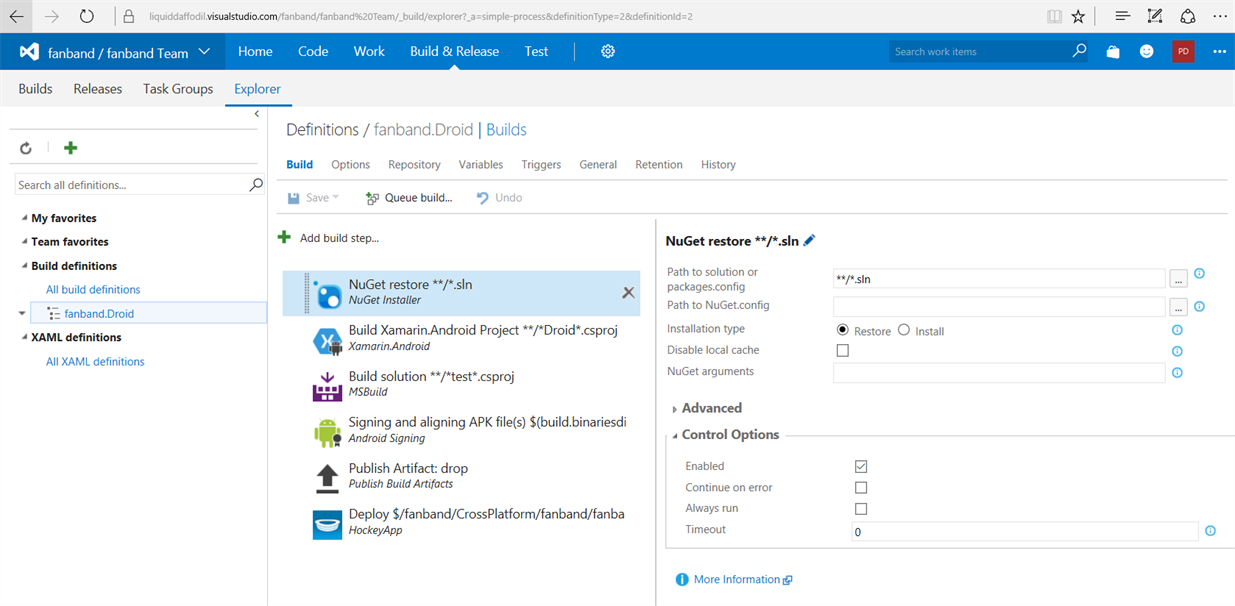 liquiddaffodil.visualstudio.com/fanband/fanband%20Team/_build/explorer?_a=simple-process&definitionType=2&definitionId=2
fanband / fanband Team Home Code Work Build & Release Test Search work items PD
Builds Releases Task Groups Explorer
Definitions / fanband.Droid | Builds
Build Options Repository Variables Triggers General Retention History
Save Queue build... Undo
Search all definitions...
My favorites
Team favorites
Build definitions
All build definitions
fanband.Droid
XAML definitions
All XAML definitions
Add build step...
NuGet restore **/*.sln
NuGet Installer
Build Xamarin.Android Project **/*Droid*.csproj
Xamarin.Android
Build solution **/*test*.csproj
MSBuild
Signing and aligning APK file(s) $(build.binariesdi
Android Signing
Publish Artifact: drop
Publish Build Artifacts
Deploy $/fanband/CrossPlatform/fanband/fanba
HockeyApp
NuGet restore **/*.sln
Path to solution or
packages.config
**/*.sln ...
Path to NuGet.config ...
Installation type Restore Install
Disable local cache
NuGet arguments
Advanced
Control Options
Enabled
Continue on error
Always run
Timeout 0
More Information